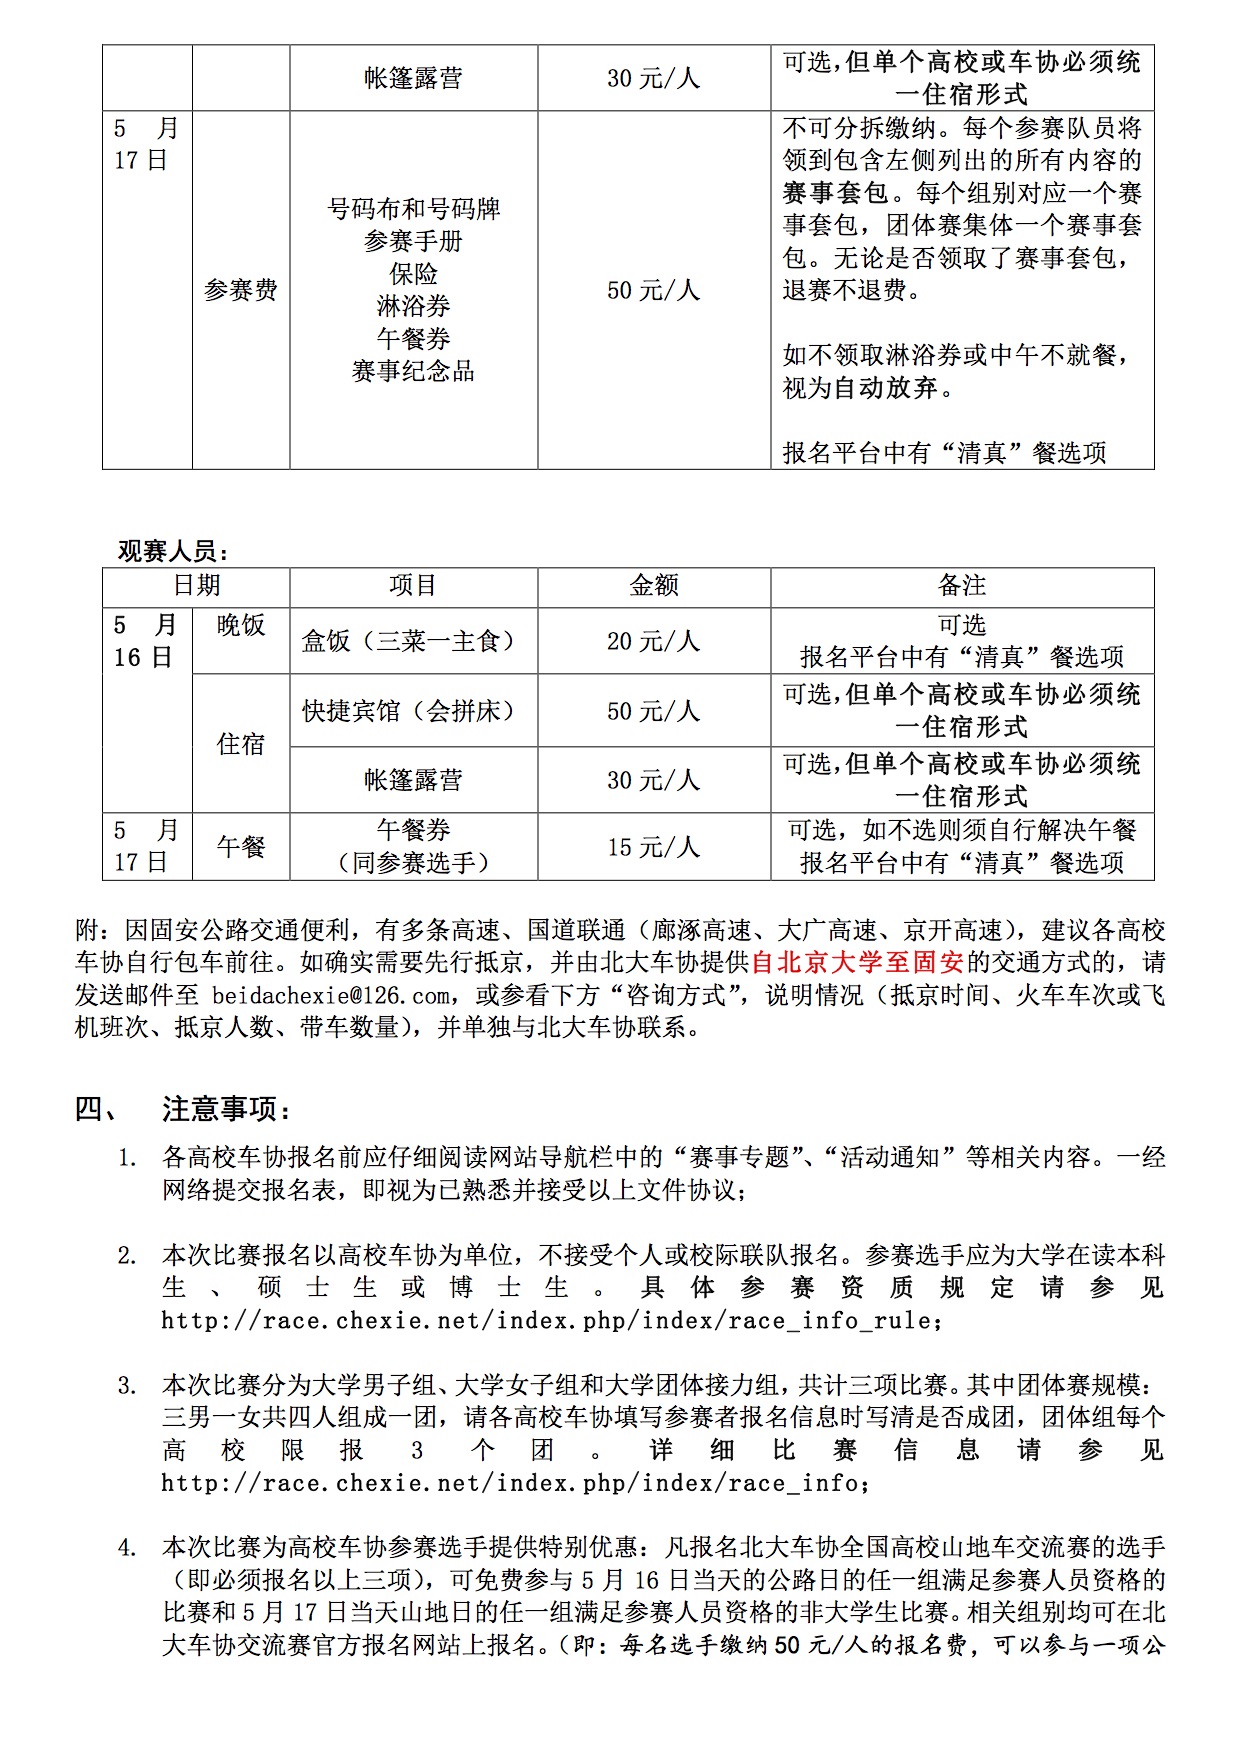 帐篷露营
30 元/人
可选，但单个高校或车协必须统
一住宿形式
5 月
17 日
参赛费
号码布和号码牌
参赛手册
保险
淋浴券
午餐券
赛事纪念品
50 元/人
不可分拆缴纳。每个参赛队员将
领到包含左侧列出的所有内容的
赛事套包。每个组别对应一个赛
事套包，团体赛集体一个赛事套
包。无论是否领取了赛事套包，
退赛不退费。
如不领取淋浴券或中午不就餐，
视为自动放弃。
报名平台中有“清真”餐选项
观赛人员：
日期 项目 金额 备注
5 月
16 日
晚饭
盒饭（三菜一主食）
20 元/人
可选
报名平台中有“清真”餐选项
住宿
快捷宾馆（会拼床）
50 元/人
可选，但单个高校或车协必须统
一住宿形式
帐篷露营
30 元/人
可选，但单个高校或车协必须统
一住宿形式
5 月
17 日
午餐
午餐券
（同参赛选手）
15 元/人
可选，如不选则须自行解决午餐
报名平台中有“清真”餐选项
附：因固安公路交通便利，有多条高速、国道联通（廊涿高速、大广高速、京开高速），建议各高校
车协自行包车前往。如确实需要先行抵京，并由北大车协提供自北京大学至固安的交通方式的，请
发送邮件至 beidachexie@126.com，或参看下方“咨询方式”，说明情况（抵京时间、火车车次或飞
机班次、抵京人数、带车数量），并单独与北大车协联系。
四、 注意事项：
1. 各高校车协报名前应仔细阅读网站导航栏中的“赛事专题”、“活动通知”等相关内容。一经
网络提交报名表，即视为已熟悉并接受以上文件协议；
2. 本次比赛报名以高校车协为单位，不接受个人或校际联队报名。参赛选手应为大学在读本科
生、硕士生或博士生。具体参赛资质规定请参见
http://race.chexie.net/index.php/index/race_info_rule；
3. 本次比赛分为大学男子组、大学女子组和大学团体接力组，共计三项比赛。其中团体赛规模：
三男一女共四人组成一团，请各高校车协填写参赛者报名信息时写清是否成团，团体组每个
高校限报 3 个团。详细比赛信息请参见
http://race.chexie.net/index.php/index/race_info；
4. 本次比赛为高校车协参赛选手提供特别优惠：凡报名北大车协全国高校山地车交流赛的选手
（即必须报名以上三项），可免费参与 5 月 16 日当天的公路日的任一组满足参赛人员资格的
比赛和 5 月 17 日当天山地日的任一组满足参赛人员资格的非大学生比赛。相关组别均可在北
大车协交流赛官方报名网站上报名。（即：每名选手缴纳 50 元/人的报名费，可以参与一项公